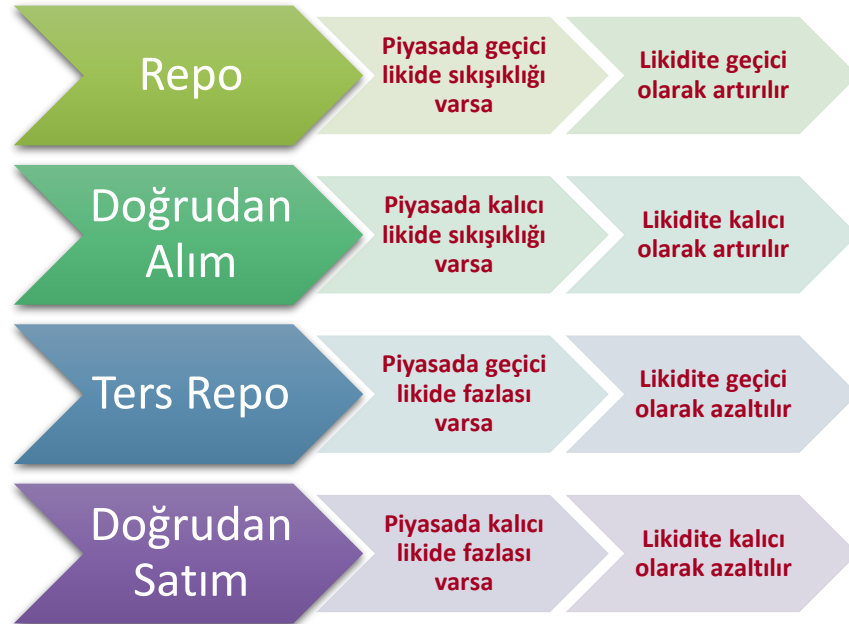 Repo
Piyasada geçici
likide sıkışıklığı
varsa
Likidite geçici
olarak artırılır
Doğrudan
Alım
Piyasada kalıcı
likide sıkışıklığı
varsa
Likidite kalıcı
olarak artırılır
Ters Repo
Piyasada geçici
likide fazlası
varsa
Likidite geçici
olarak azaltılır
Doğrudan
Satım
Piyasada kalıcı
likide fazlası
varsa
Likidite kalıcı
olarak azaltılır